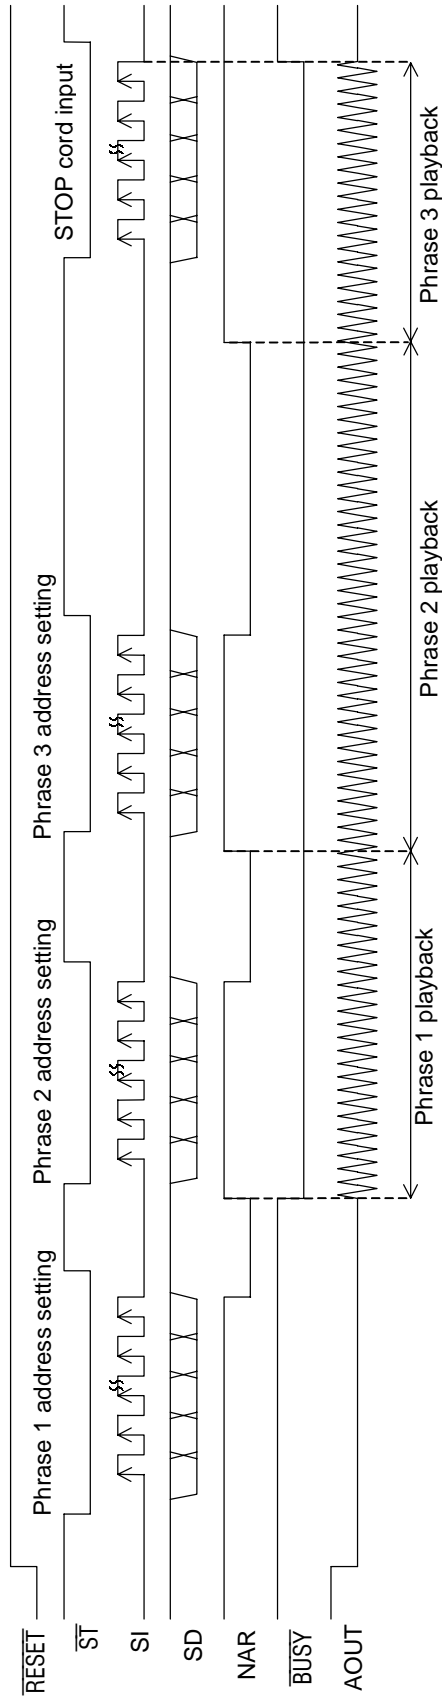 RESET
ST
SI
SD
NAR
BUSY
AOUT
Phrase 1 address setting
Phrase 2 address setting
Phrase 3 address setting
STOP cord input
Phrase 1 playback
Phrase 2 playback
Phrase 3 playback